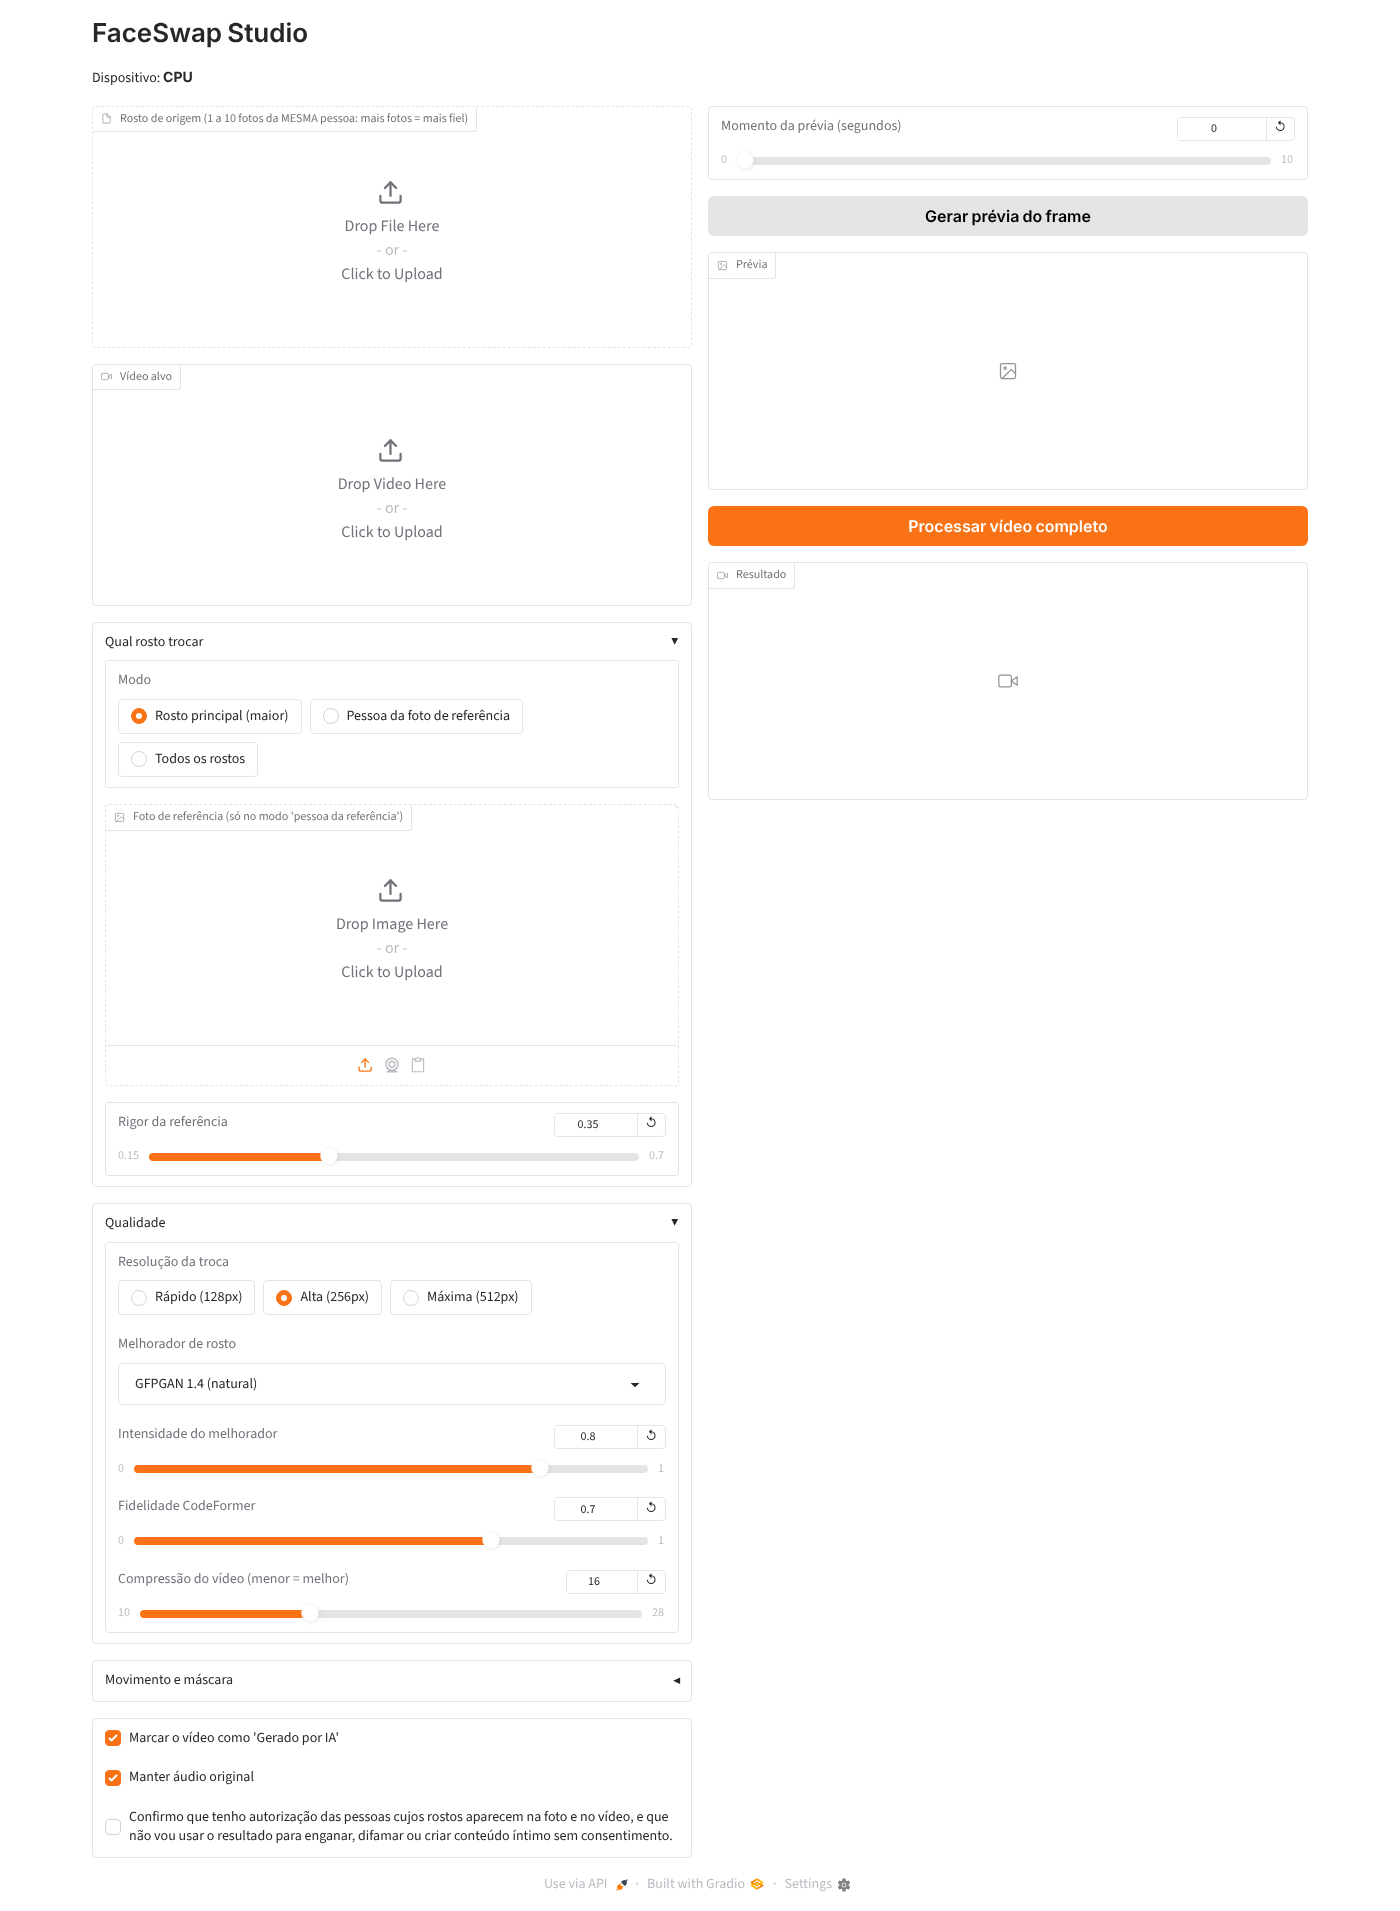 FaceSwap Studio
Dispositivo: CPU
Rosto de origem (1 a 10 fotos da MESMA pessoa: mais fotos = mais fiel)
Drop File Here
- or -
Click to Upload
Vídeo alvo
Drop Video Here
- or -
Click to Upload
Qual rosto trocar
Modo
Rosto principal (maior)
Pessoa da foto de referência
Todos os rostos
Foto de referência (só no modo 'pessoa da referência')
Drop Image Here
- or -
Click to Upload
Rigor da referência
0.35
0.15
0.7
Qualidade
Resolução da troca
Rápido (128px)
Alta (256px)
Máxima (512px)
Melhorador de rosto
GFPGAN 1.4 (natural)
Intensidade do melhorador
0.8
0
1
Fidelidade CodeFormer
0.7
0
1
Compressão do vídeo (menor = melhor)
16
10
28
Movimento e máscara
Marcar o vídeo como 'Gerado por IA'
Manter áudio original
Confirmo que tenho autorização das pessoas cujos rostos aparecem na foto e no vídeo, e que
não vou usar o resultado para enganar, difamar ou criar conteúdo íntimo sem consentimento.
Momento da prévia (segundos)
0
0
10
Gerar prévia do frame
Prévia
Processar vídeo completo
Resultado
Use via API · Built with Gradio · Settings